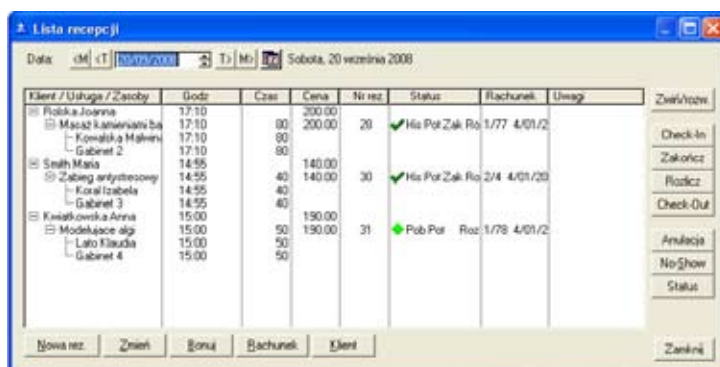 Lista recepcji
Data: <M <T 20/09/2008 T> M> Sobota, 20 września 2008
Klient / Usługa / Zasoby Godz Czas Cena Nr rez Status Rachunek Uwagi
Rolska Joanna 17:10 200.00
Masaż kamieniami ba 17:10 80 200.00 28 His Pot Zak Ro 1/77 4/01/2
Kowalska Malwina 17:10 80
Gabinet 2 17:10 80
Smith Maria 14:55 140.00
Zabieg antystresowy 14:55 40 140.00 30 His Pot Zak Ro 2/4 4/01/20
Koral Izabela 14:55 40
Gabinet 3 14:55 40
Kwiatkowska Anna 15:00 190.00
Modelujące algi 15:00 50 190.00 31 Pob Pot Roz 1/78 4/01/2
Lato Klaudia 15:00 50
Gabinet 4 15:00 50
Zwiń/rozw.
Check-In
Zakończ
Rozlicz
Check-Out
Anulacja
No-Show
Status
Nowa rez. Zmień Bonuj Rachunek Klient
Zamknij